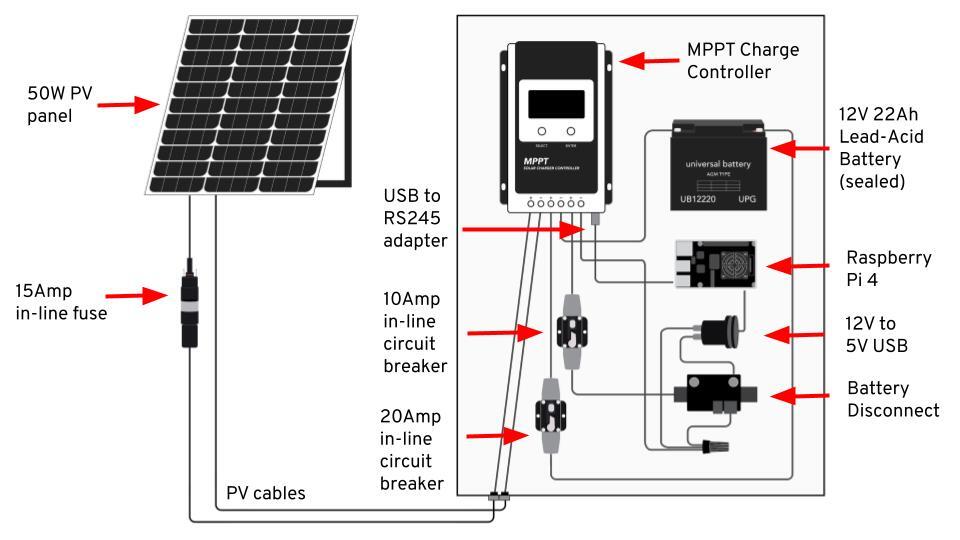 50W PV
panel
15Amp
in-line fuse
PV cables
MPPT Charge
Controller
SELECT
ENTER
MPPT
SOLAR CHARGER CONTROLLER
USB to
RS245
adapter
10Amp
in-line
circuit
breaker
20Amp
in-line
circuit
breaker
universal battery
AGM TYPE
UB12220 UPG
12V 22Ah
Lead-Acid
Battery
(sealed)
Raspberry
Pi 4
12V to
5V USB
Battery
Disconnect